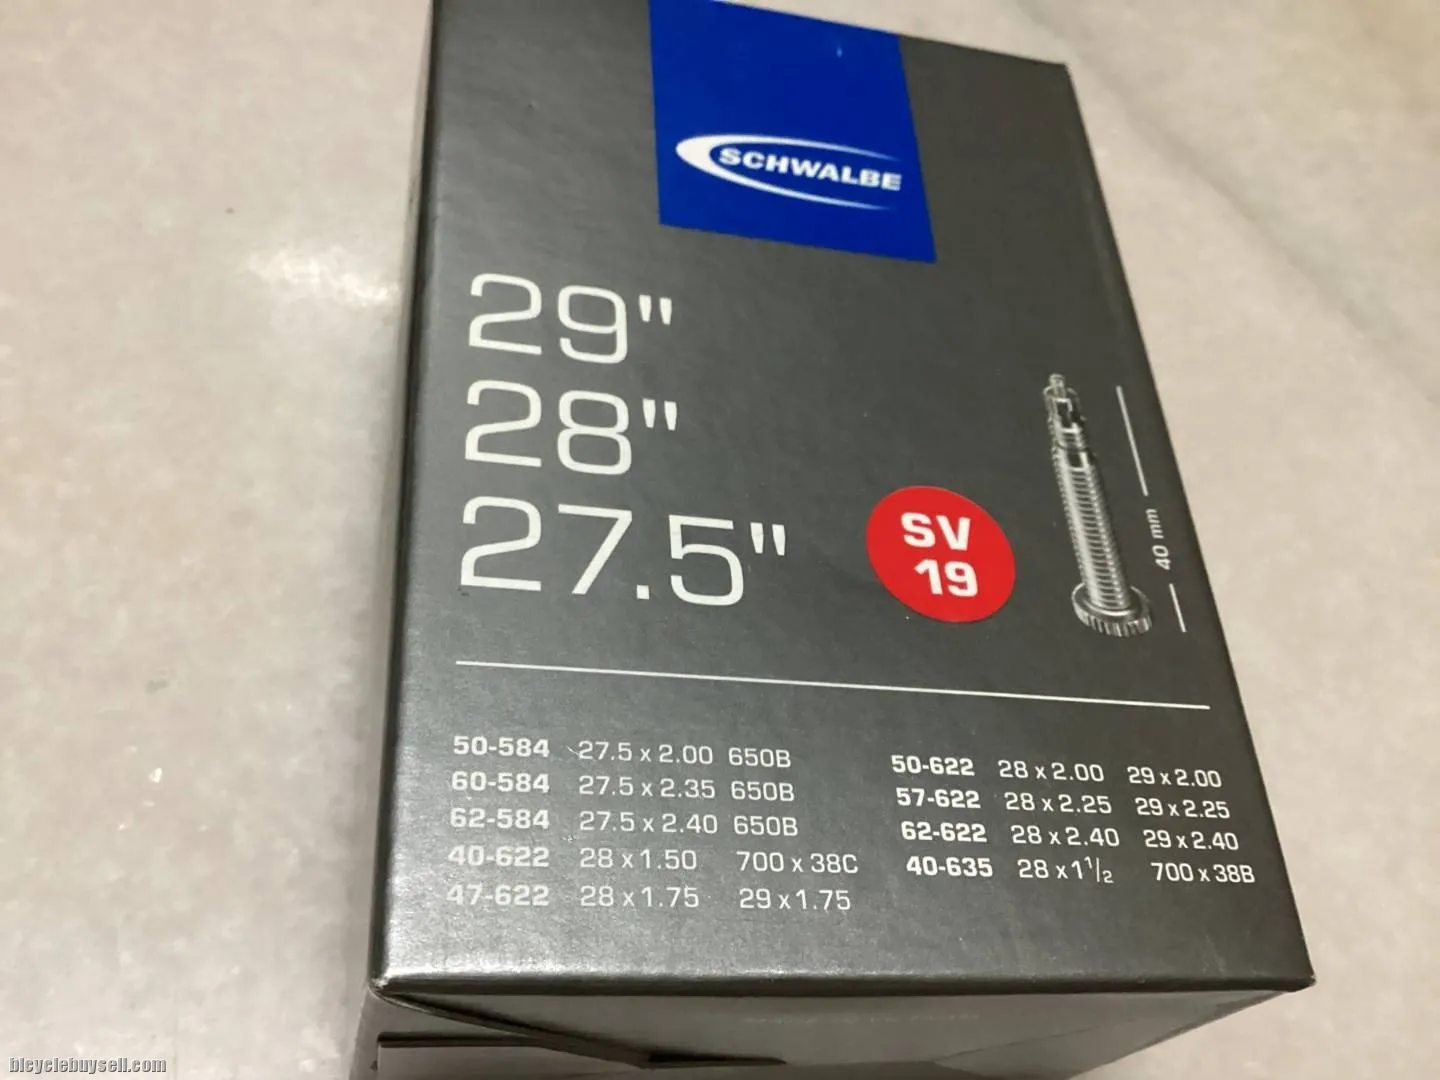 SCHWALBE
29"
28"
27.5"
SV
19
40 mm
50-584 27.5 x 2.00 650B
60-584 27.5 x 2.35 650B
62-584 27.5 x 2.40 650B
40-622 28 x 1.50 700 x 38C
47-622 28 x 1.75 29 x 1.75
50-622 28 x 2.00 29 x 2.00
57-622 28 x 2.25 29 x 2.25
62-622 28 x 2.40 29 x 2.40
40-635 28 x 1 1/2 700 x 38B
bicyclebuysell.com